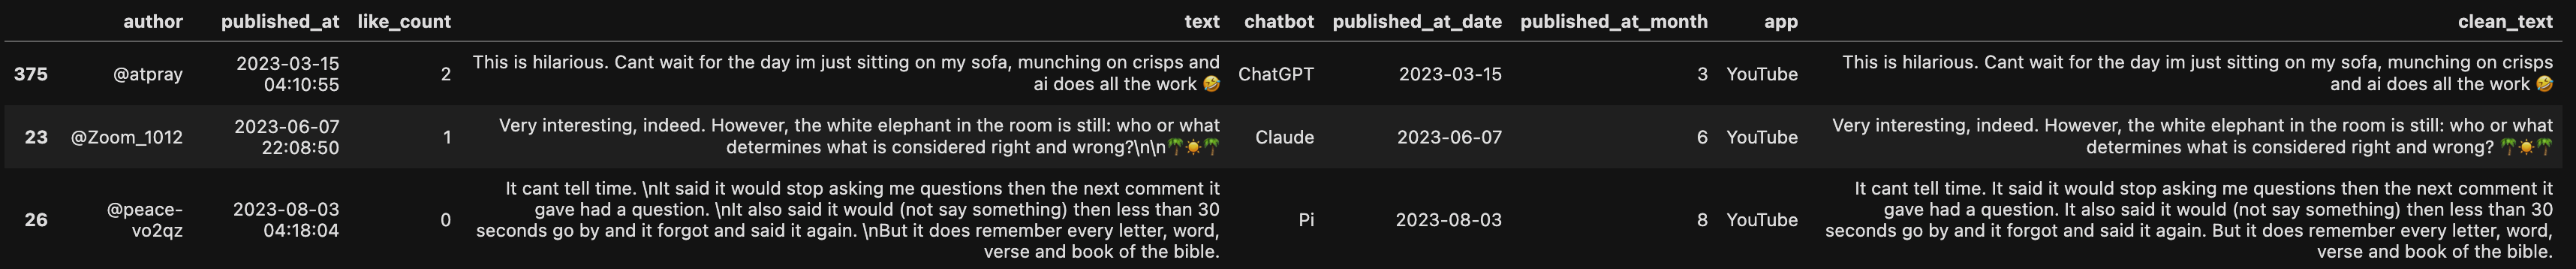 author published_at like_count text chatbot published_at_date published_at_month app clean_text
375 @atpray 2023-03-15 04:10:55 2 This is hilarious. Cant wait for the day im just sitting on my sofa, munching on crisps and ai does all the work 🤣 ChatGPT 2023-03-15 3 YouTube This is hilarious. Cant wait for the day im just sitting on my sofa, munching on crisps and ai does all the work 🤣
23 @Zoom_1012 2023-06-07 22:08:50 1 Very interesting, indeed. However, the white elephant in the room is still: who or what determines what is considered right and wrong?\n\n🌴☀️🌴 Claude 2023-06-07 6 YouTube Very interesting, indeed. However, the white elephant in the room is still: who or what determines what is considered right and wrong? 🌴☀️🌴
26 @peace-vo2qz 2023-08-03 04:18:04 0 It cant tell time. \nIt said it would stop asking me questions then the next comment it gave had a question. \nIt also said it would (not say something) then less than 30 seconds go by and it forgot and said it again. \nBut it does remember every letter, word, verse and book of the bible. Pi 2023-08-03 8 YouTube It cant tell time. It said it would stop asking me questions then the next comment it gave had a question. It also said it would (not say something) then less than 30 seconds go by and it forgot and said it again. But it does remember every letter, word, verse and book of the bible.